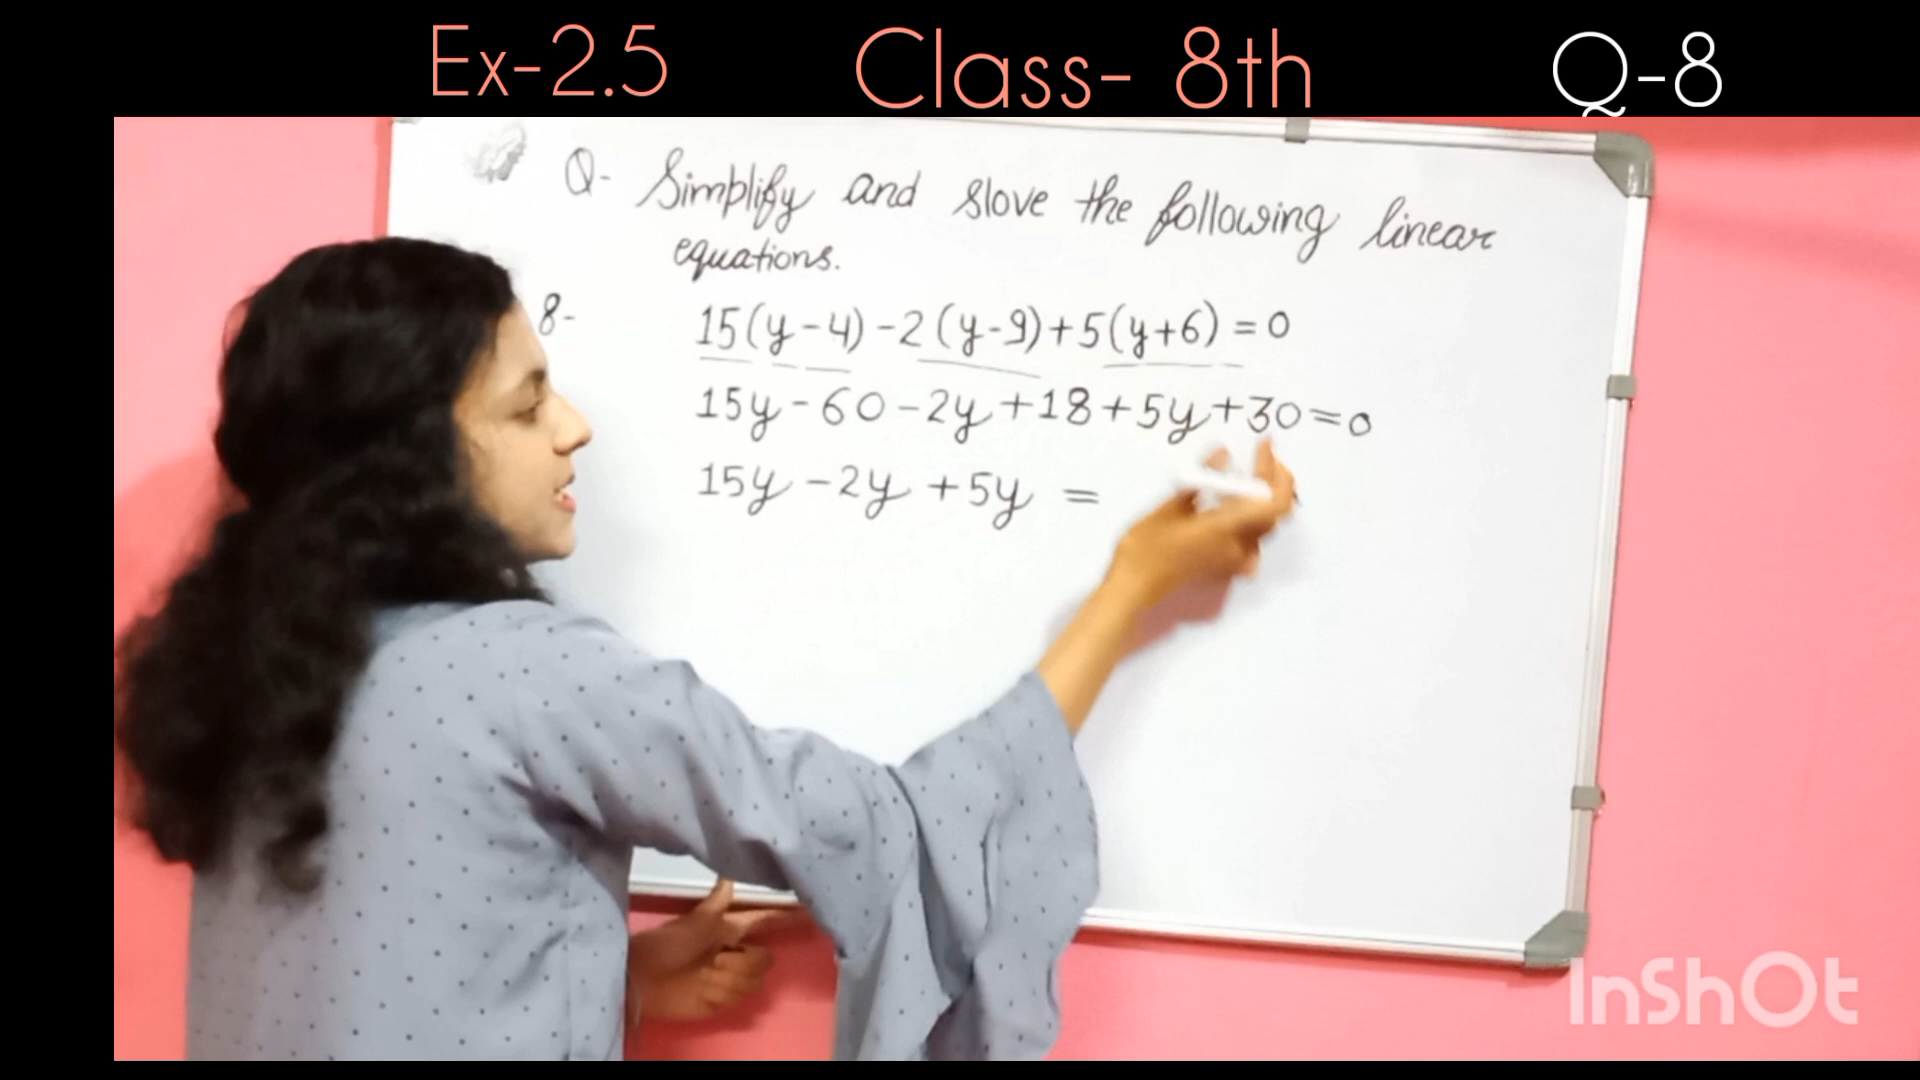 Ex-2.5 Class- 8th Q-8
Q- Simplify and slove the following linear
equations.
8- 15(y-4)-2(y-9)+5(y+6)=0
15y-60-2y+18+5y+30=0
15y-2y+5y=
InShOt